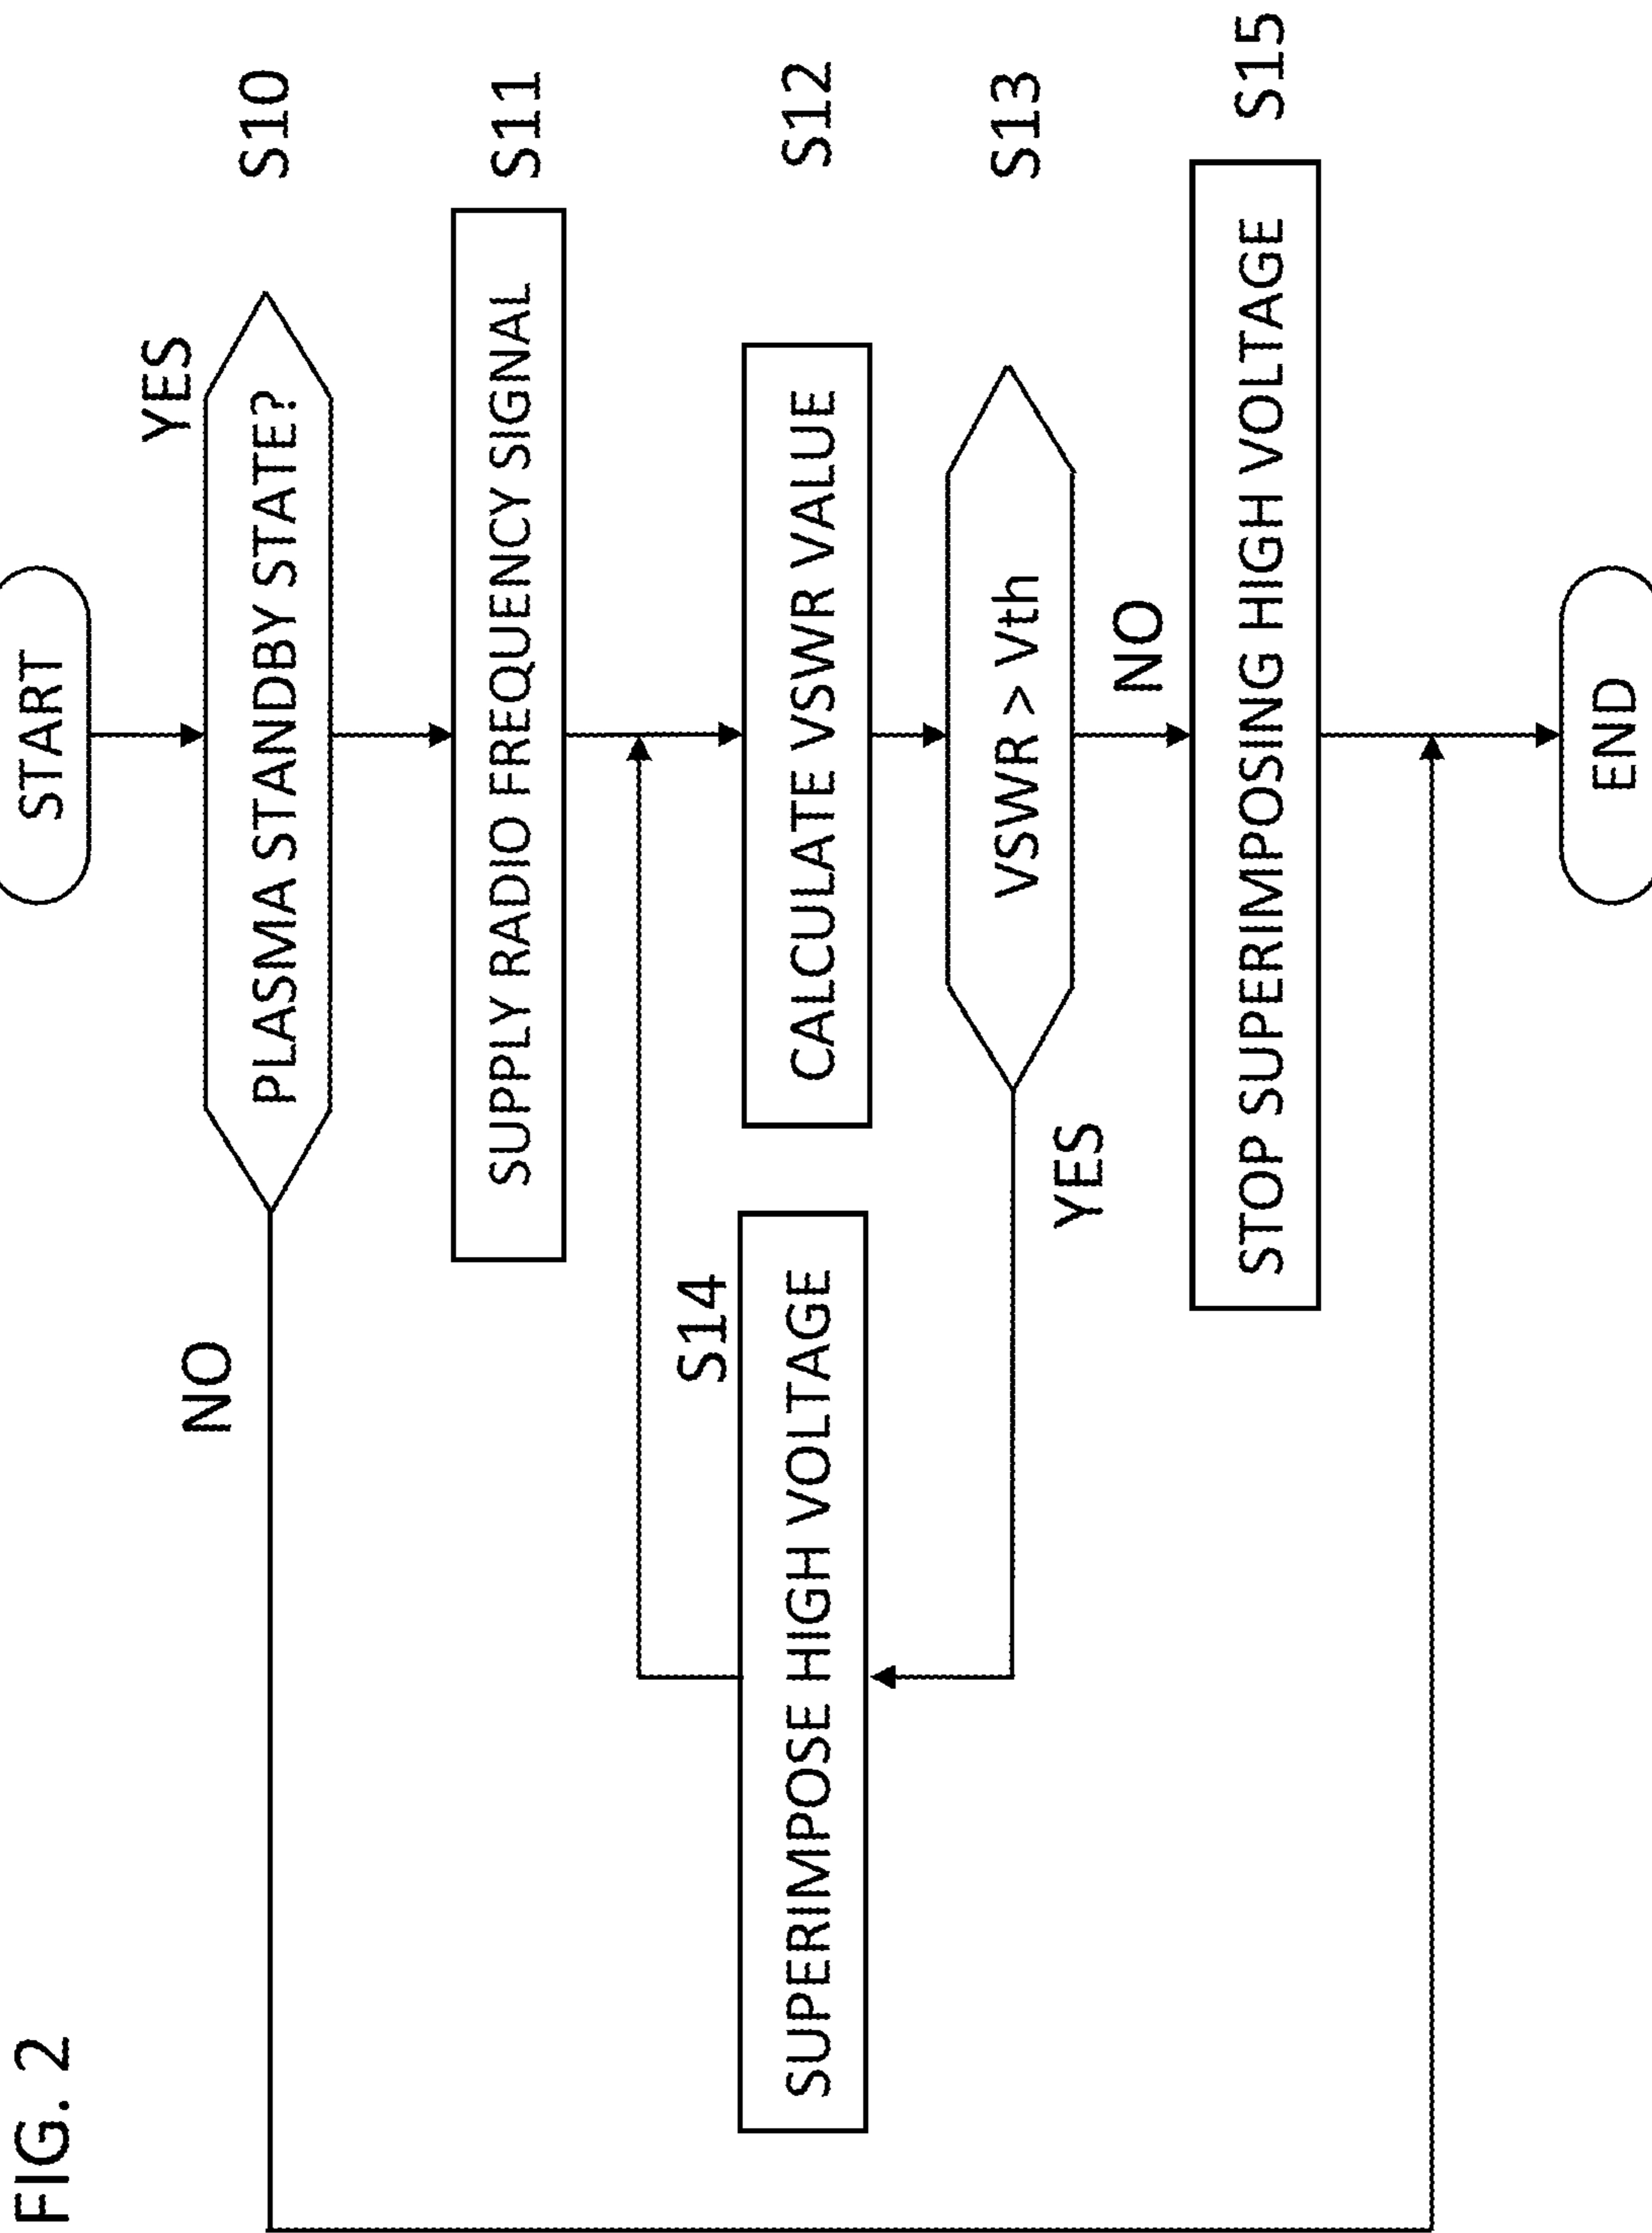 FIG. 2
START
PLASMA STANDBY STATE?
S10
NO
YES
SUPPLY RADIO FREQUENCY SIGNAL
S11
S14
SUPERIMPOSE HIGH VOLTAGE
CALCULATE VSWR VALUE
S12
VSWR > Vth
S13
YES
NO
STOP SUPERIMPOSING HIGH VOLTAGE
S15
END